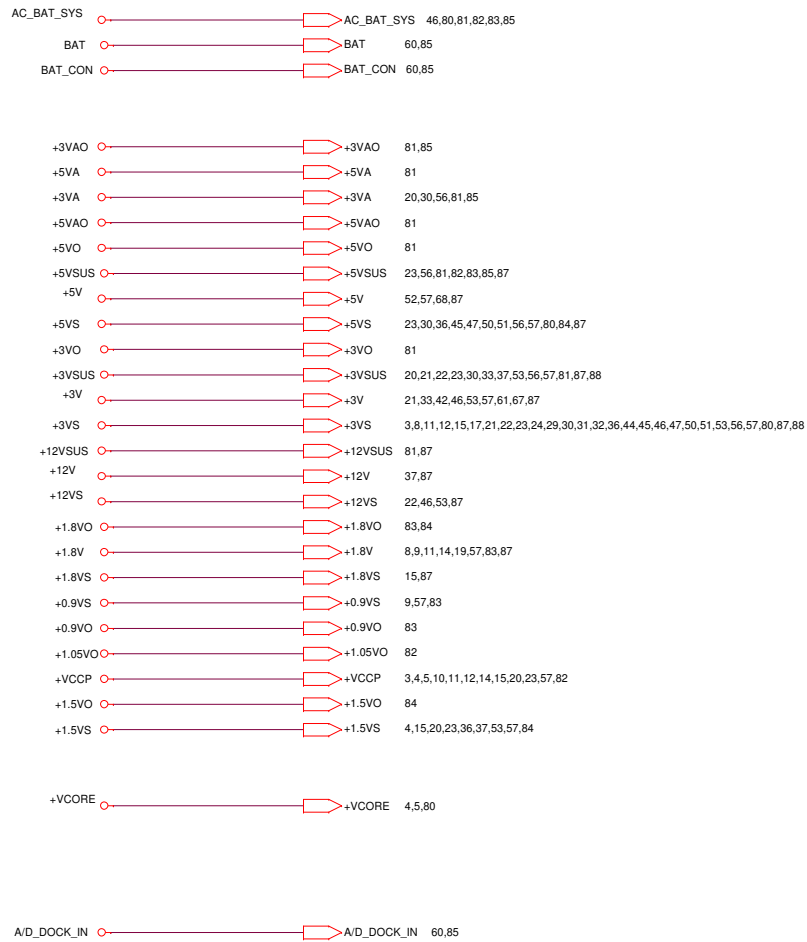 AC_BAT_SYS AC_BAT_SYS 46,80,81,82,83,85
BAT BAT 60,85
BAT_CON BAT_CON 60,85
+3VAO +3VAO 81,85
+5VA +5VA 81
+3VA +3VA 20,30,56,81,85
+5VAO +5VAO 81
+5VO +5VO 81
+5VSUS +5VSUS 23,56,81,82,83,85,87
+5V +5V 52,57,68,87
+5VS +5VS 23,30,36,45,47,50,51,56,57,80,84,87
+3VO +3VO 81
+3VSUS +3VSUS 20,21,22,23,30,33,37,53,56,57,81,87,88
+3V +3V 21,33,42,46,53,57,61,67,87
+3VS +3VS 3,8,11,12,15,17,21,22,23,24,29,30,31,32,36,44,45,46,47,50,51,53,56,57,80,87,88
+12VSUS +12VSUS 81,87
+12V +12V 37,87
+12VS +12VS 22,46,53,87
+1.8VO +1.8VO 83,84
+1.8V +1.8V 8,9,11,14,19,57,83,87
+1.8VS +1.8VS 15,87
+0.9VS +0.9VS 9,57,83
+0.9VO +0.9VO 83
+1.05VO +1.05VO 82
+VCCP +VCCP 3,4,5,10,11,12,14,15,20,23,57,82
+1.5VO +1.5VO 84
+1.5VS +1.5VS 4,15,20,23,36,37,53,57,84
+VCORE +VCORE 4,5,80
A/D_DOCK_IN A/D_DOCK_IN 60,85